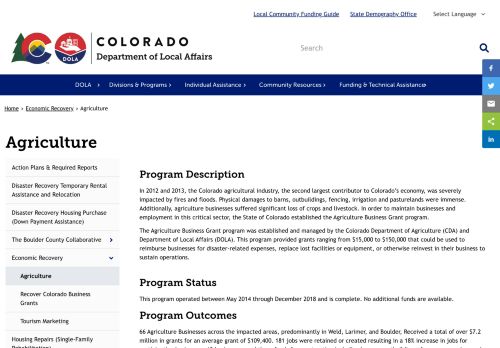 Local Community Funding Guide
State Demography Office
Select Language
COLORADO
Department of Local Affairs
DOLA
Search
DOLA
Divisions & Programs
Individual Assistance
Community Resources
Funding & Technical Assistance
Home › Economic Recovery › Agriculture
Agriculture
Action Plans & Required Reports
Disaster Recovery Temporary Rental
Assistance and Relocation
Disaster Recovery Housing Purchase
(Down Payment Assistance)
The Boulder County Collaborative
Economic Recovery
Agriculture
Recover Colorado Business
Grants
Tourism Marketing
Housing Repairs (Single-Family
Program Description
In 2012 and 2013, the Colorado agricultural industry, the second largest contributor to Colorado's economy, was severely
impacted by fires and floods. Physical damages to barns, outbuildings, fencing, irrigation and pasturelands were immense.
Additionally, agriculture businesses suffered significant loss of crops and livestock. In order to maintain businesses and
employment in this critical sector, the State of Colorado established the Agriculture Business Grant program.
The Agriculture Business Grant program was established and managed by the Colorado Department of Agriculture (CDA) and
Department of Local Affairs (DOLA). This program provided grants ranging from $15,000 to $150,000 that could be used to
reimburse businesses for disaster-related expenses, replace lost facilities or equipment, or otherwise reinvest in their business to
sustain operations.
Program Status
This program operated between May 2014 through December 2018 and is complete. No additional funds are available.
Program Outcomes
66 Agriculture Businesses across the impacted areas, predominantly in Weld, Larimer, and Boulder, Received a total of over $7.2
million in grants for an average grant of $109,400. 181 jobs were retained or created resulting in a 18% increase in jobs for